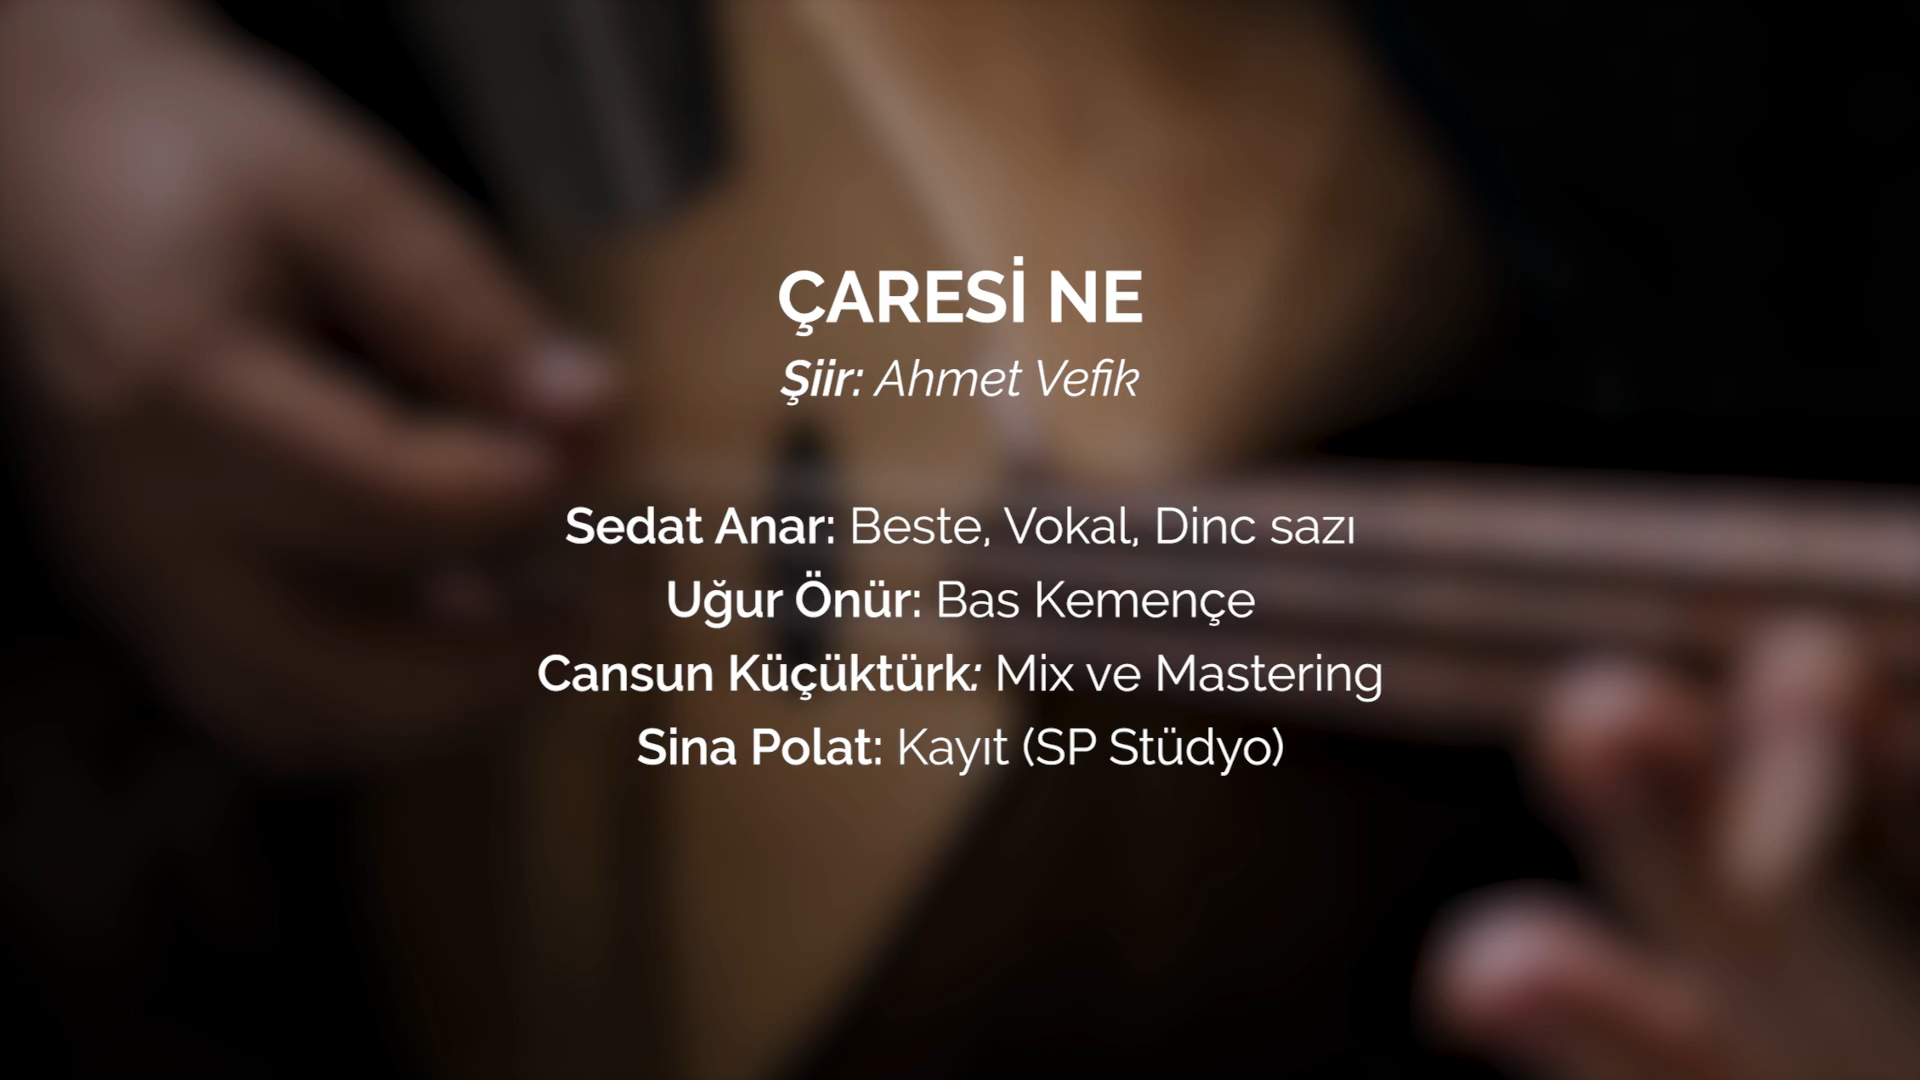 ÇARESİ NE
Şiir: Ahmet Vefik
Sedat Anar: Beste, Vokal, Dinc sazı
Uğur Önür: Bas Kemençe
Cansun Küçüktürk: Mix ve Mastering
Sina Polat: Kayıt (SP Stüdyo)